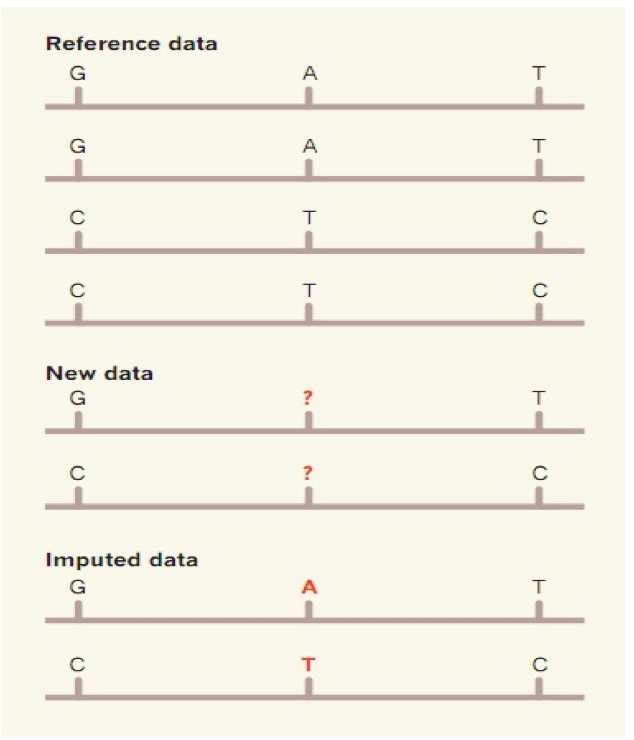 Reference data
G A T
G A T
C T C
C T C
New data
G ? T
C ? C
Imputed data
G A T
C T C